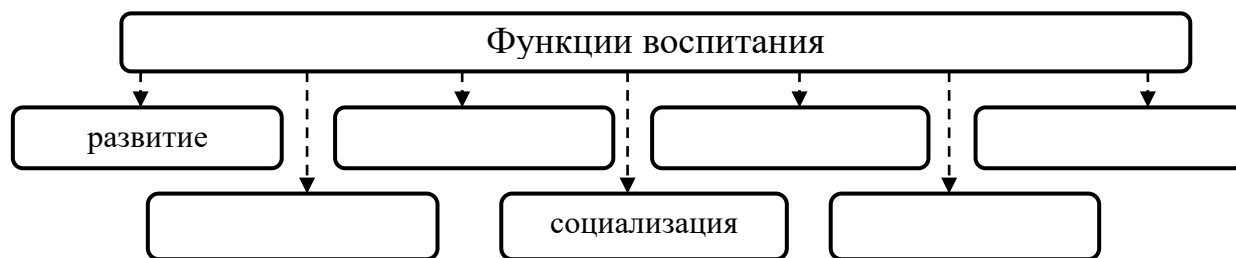 Функции воспитания
развитие
социализация